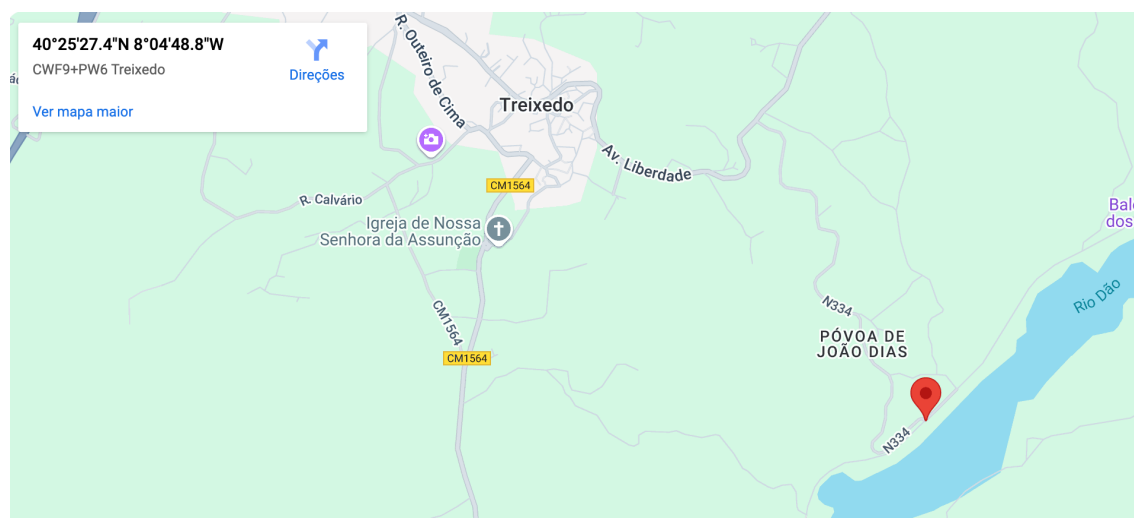 40°25'27.4"N 8°04'48.8"W
CWF9+PW6 Treixedo
Direções
Ver mapa maior
R. Outeiro de Cima
Treixedo
Av. Liberdade
CM1564
R. Calvário
Igreja de Nossa
Senhora da Assunção
Rio Dão
N334
CM1564
PÓVOA DE
JOÃO DIAS
CM1564
N334